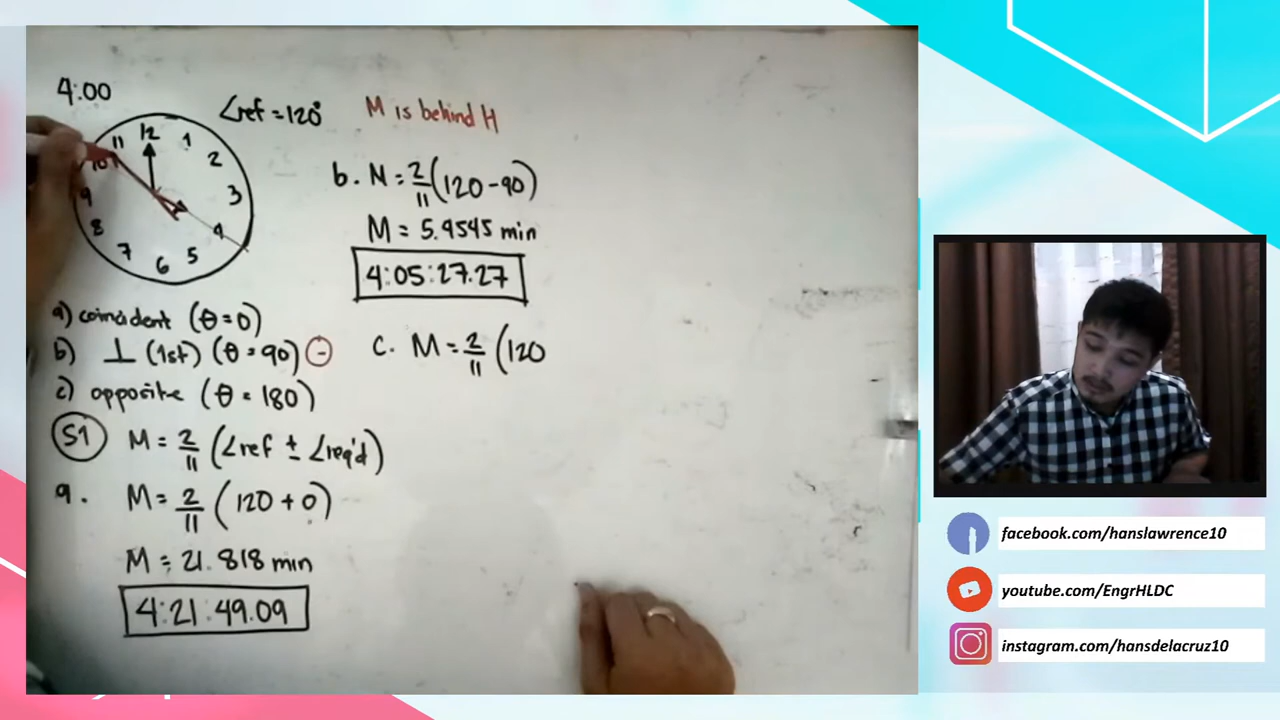 4:00
∠ref = 120°
M is behind H
12
1
2
3
4
5
6
7
8
9
10
11
a) coincident (θ = 0)
b) ⊥ (1st) (θ = 90) ⊖
c) opposite (θ = 180)
S1 M = 2/11 (∠ref ± ∠req'd)
a. M = 2/11 (120 + 0)
M = 21.818 min
4:21:49.09
b. M = 2/11 (120 - 90)
M = 5.4545 min
4:05:27.27
c. M = 2/11 (120
facebook.com/hanslawrence10
youtube.com/EngrHLDC
instagram.com/hansdelacruz10